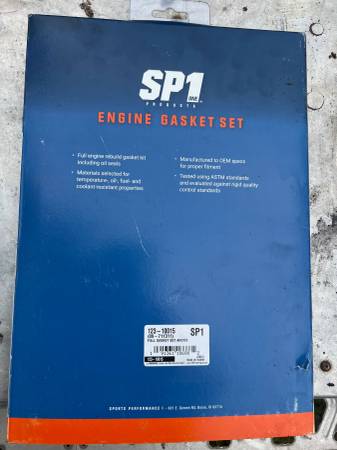 SP1
PRODUCTS
ENGINE GASKET SET
• Full engine rebuild gasket kit
including oil seals
• Materials selected for
temperature-, oil-, fuel- and
coolant-resistant properties
• Manufactured to OEM specs
for proper fitment
• Tested using ASTM standards
and evaluated against rigid quality
control standards
123-10015
SP1
FULL GASKET SET